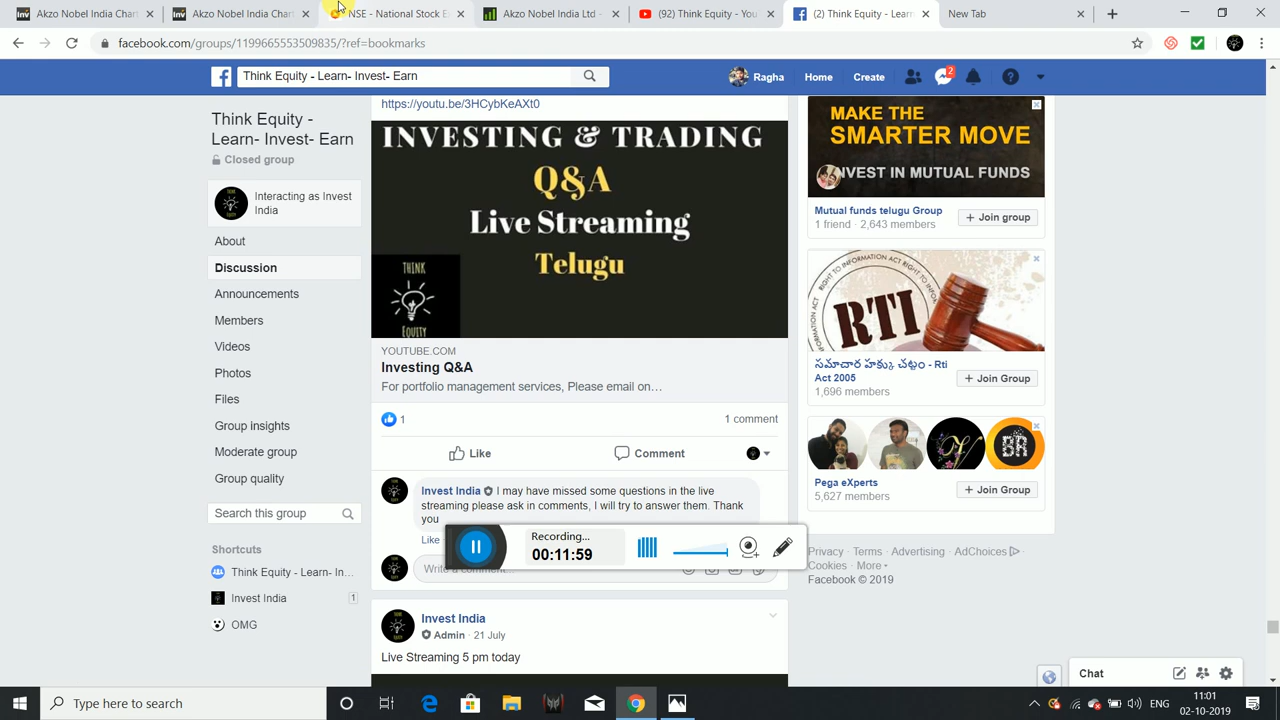 Akzo Nobel India Chart
Akzo Nobel India Chart
NSE - National Stock E
Akzo Nobel India Ltd -
(92) Think Equity - You
(2) Think Equity - Learn
New Tab
facebook.com/groups/1199665553509835/?ref=bookmarks
Think Equity - Learn- Invest- Earn
Ragha
Home
Create
2
Think Equity -
Learn- Invest- Earn
Closed group
Interacting as Invest
India
About
Discussion
Announcements
Members
Videos
Photos
Files
Group insights
Moderate group
Group quality
Search this group
Shortcuts
Think Equity - Learn- In...
Invest India
1
OMG
https://youtu.be/3HCybKeAXt0
INVESTING & TRADING
Q&A
Live Streaming
Telugu
THINK
EQUITY
YOUTUBE.COM
Investing Q&A
For portfolio management services, Please email on…
1
1 comment
Like
Comment
Invest India I may have missed some questions in the live
streaming please ask in comments, I will try to answer them. Thank
you
Like
Recording...
00:11:59
Invest India
Admin · 21 July
Live Streaming 5 pm today
MAKE THE
SMARTER MOVE
INVEST IN MUTUAL FUNDS
Mutual funds telugu Group
1 friend · 2,643 members
+ Join group
RIGHT TO INFORMATION ACT
RTI
సమాచార హక్కు చట్టం - Rti
Act 2005
1,696 members
+ Join Group
BR
Pega eXperts
5,627 members
+ Join Group
Privacy · Terms · Advertising · AdChoices
Cookies · More
Facebook © 2019
Chat
Type here to search
ENG
11:01
02-10-2019